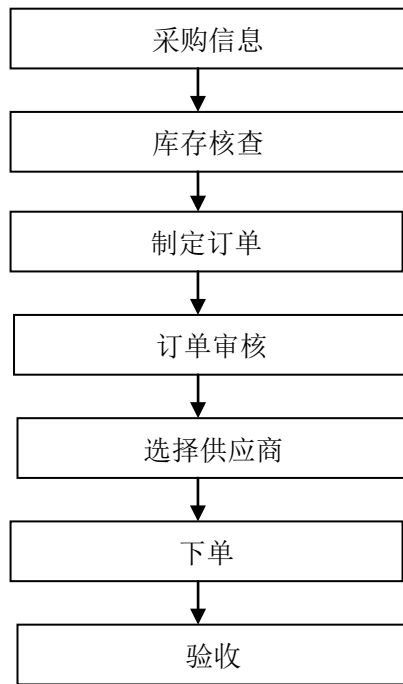 采购信息
库存核查
制定订单
订单审核
选择供应商
下单
验收